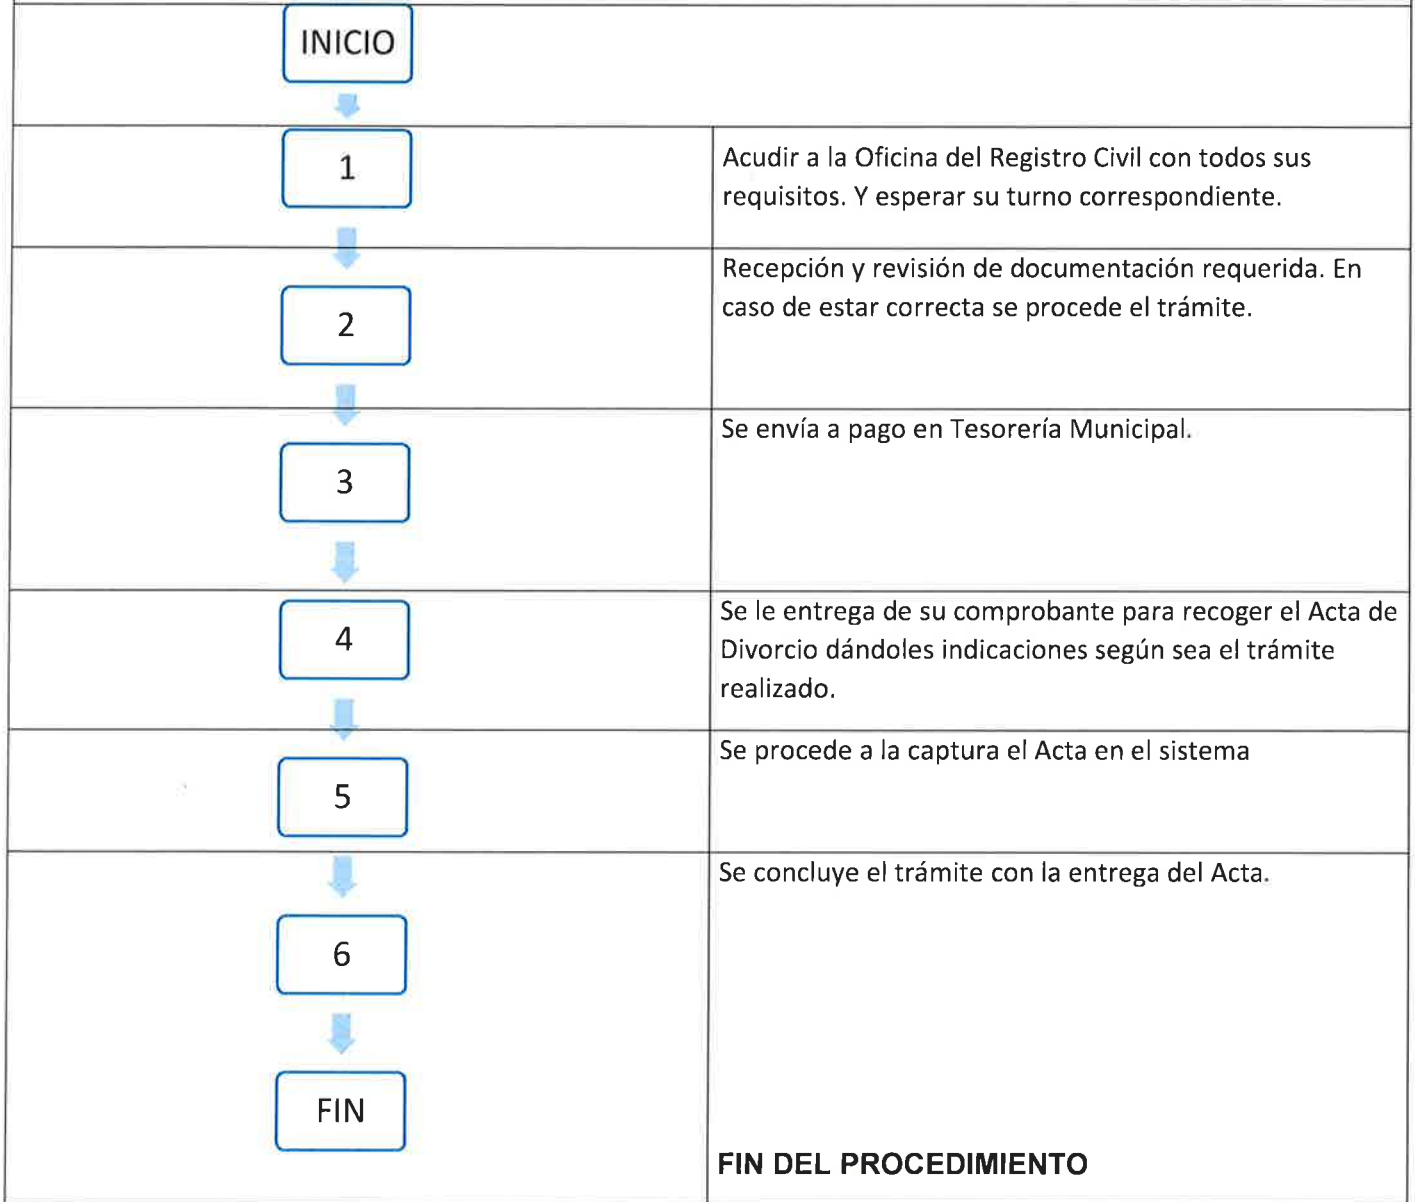 INICIO
1
Acudir a la Oficina del Registro Civil con todos sus
requisitos. Y esperar su turno correspondiente.
2
Recepción y revisión de documentación requerida. En
caso de estar correcta se procede el trámite.
3
Se envía a pago en Tesorería Municipal.
4
Se le entrega de su comprobante para recoger el Acta de
Divorcio dándoles indicaciones según sea el trámite
realizado.
5
Se procede a la captura el Acta en el sistema
6
Se concluye el trámite con la entrega del Acta.
FIN
FIN DEL PROCEDIMIENTO